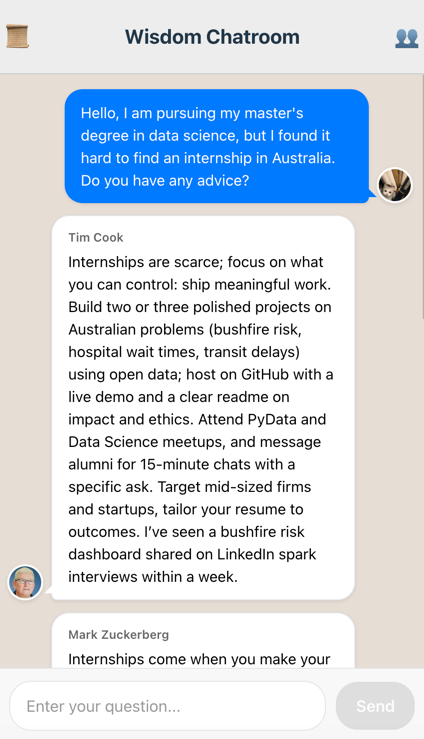 Wisdom Chatroom
Hello, I am pursuing my master's
degree in data science, but I found it
hard to find an internship in Australia.
Do you have any advice?
Tim Cook
Internships are scarce; focus on what
you can control: ship meaningful work.
Build two or three polished projects on
Australian problems (bushfire risk,
hospital wait times, transit delays)
using open data; host on GitHub with a
live demo and a clear readme on
impact and ethics. Attend PyData and
Data Science meetups, and message
alumni for 15-minute chats with a
specific ask. Target mid-sized firms
and startups, tailor your resume to
outcomes. I’ve seen a bushfire risk
dashboard shared on LinkedIn spark
interviews within a week.
Mark Zuckerberg
Internships come when you make your
Enter your question...
Send